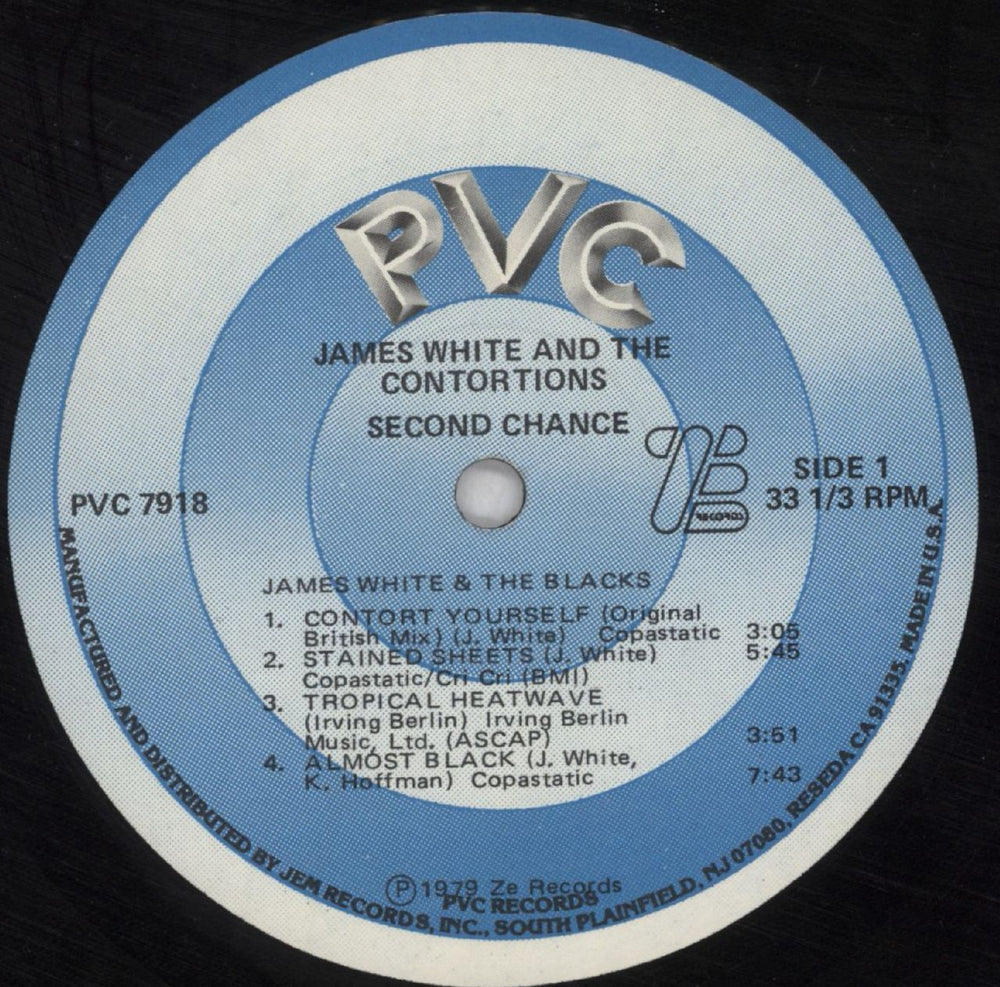 PVC
JAMES WHITE AND THE
CONTORTIONS
SECOND CHANCE
ZE
RECORDS
SIDE 1
33 1/3 RPM
PVC 7918
JAMES WHITE & THE BLACKS
1. CONTORT YOURSELF (Original
British Mix) (J. White) Copastatic 3:05
2. STAINED SHEETS (J. White) 5:45
Copastatic/Cri Cri (BMI)
3. TROPICAL HEATWAVE
(Irving Berlin) Irving Berlin
Music, Ltd. (ASCAP) 3:51
4. ALMOST BLACK (J. White,
K. Hoffman) Copastatic 7:43
Ⓟ1979 Ze Records
PVC RECORDS
MANUFACTURED AND DISTRIBUTED BY JEM RECORDS, INC., SOUTH PLAINFIELD, NJ 07080, RESEDA CA 91335, MADE IN U.S.A.